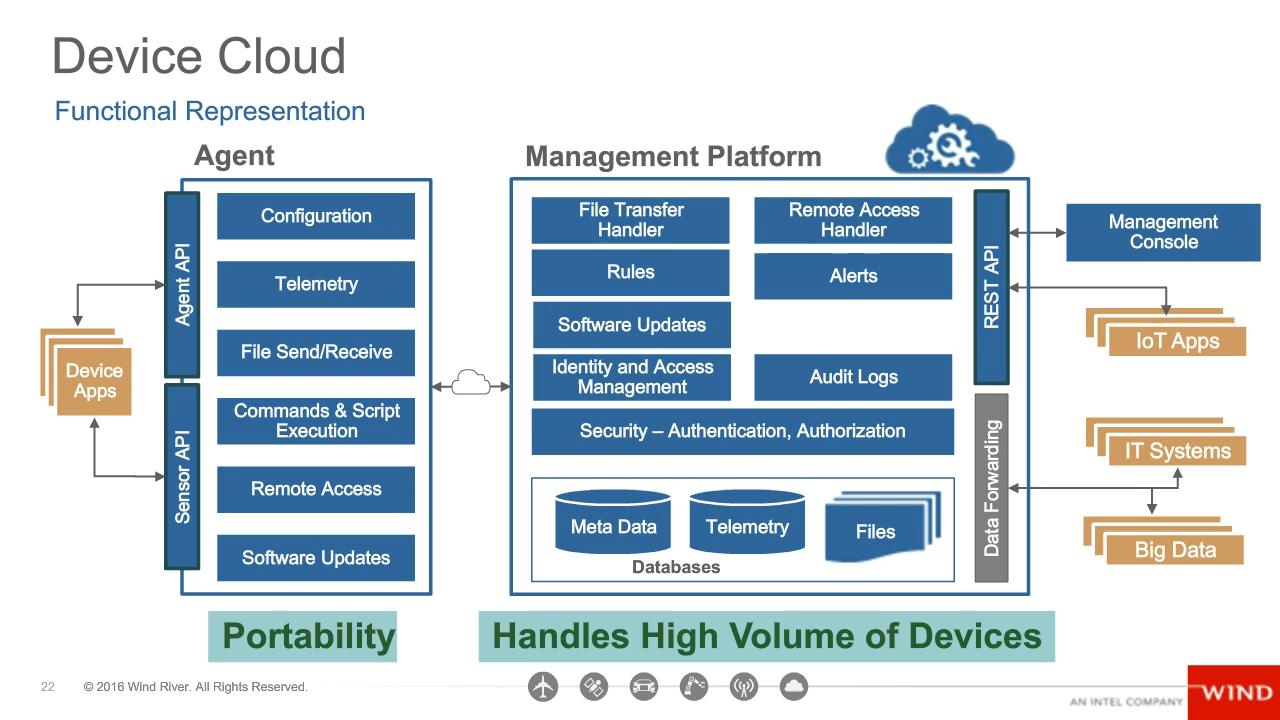 Device Cloud
Functional Representation
Agent
Management Platform
Agent API
Sensor API
Device
Apps
Configuration
Telemetry
File Send/Receive
Commands & Script
Execution
Remote Access
Software Updates
File Transfer
Handler
Remote Access
Handler
Rules
Alerts
Software Updates
Identity and Access
Management
Audit Logs
Security – Authentication, Authorization
Meta Data
Telemetry
Files
Databases
REST API
Data Forwarding
Management
Console
IoT Apps
IT Systems
Big Data
Portability
Handles High Volume of Devices
22
© 2016 Wind River. All Rights Reserved.
AN INTEL COMPANY
WIND